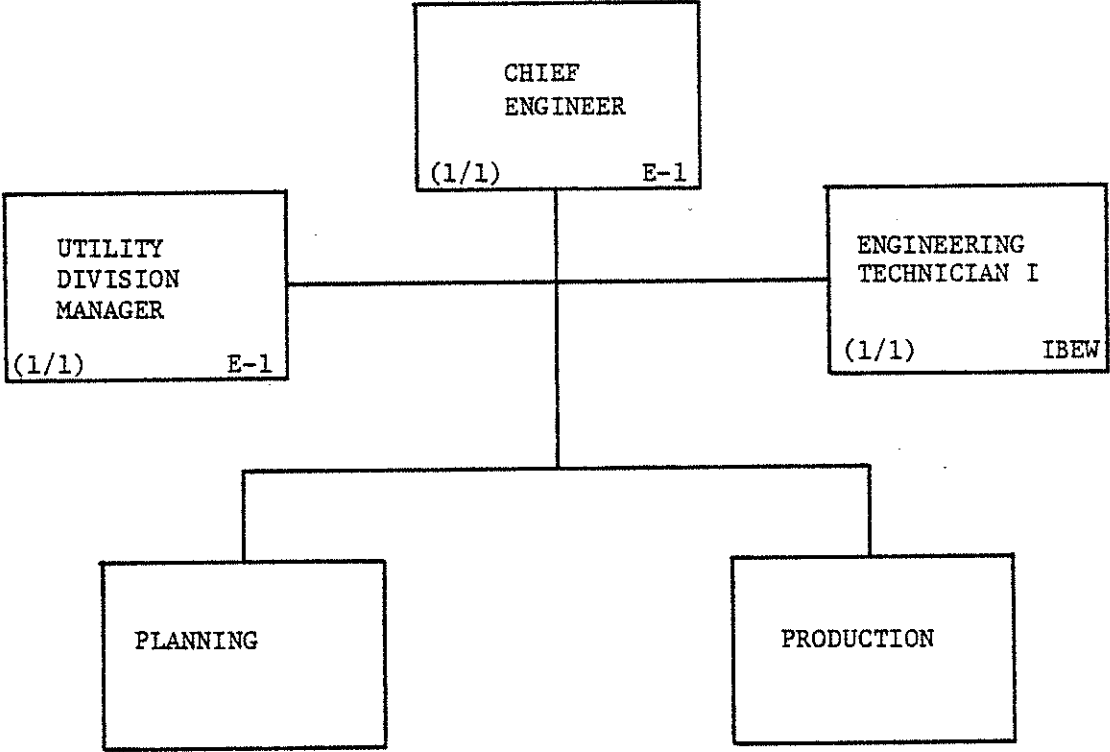 CHIEF
ENGINEER
(1/1) E-1
UTILITY
DIVISION
MANAGER
(1/1) E-1
ENGINEERING
TECHNICIAN I
(1/1) IBEW
PLANNING
PRODUCTION